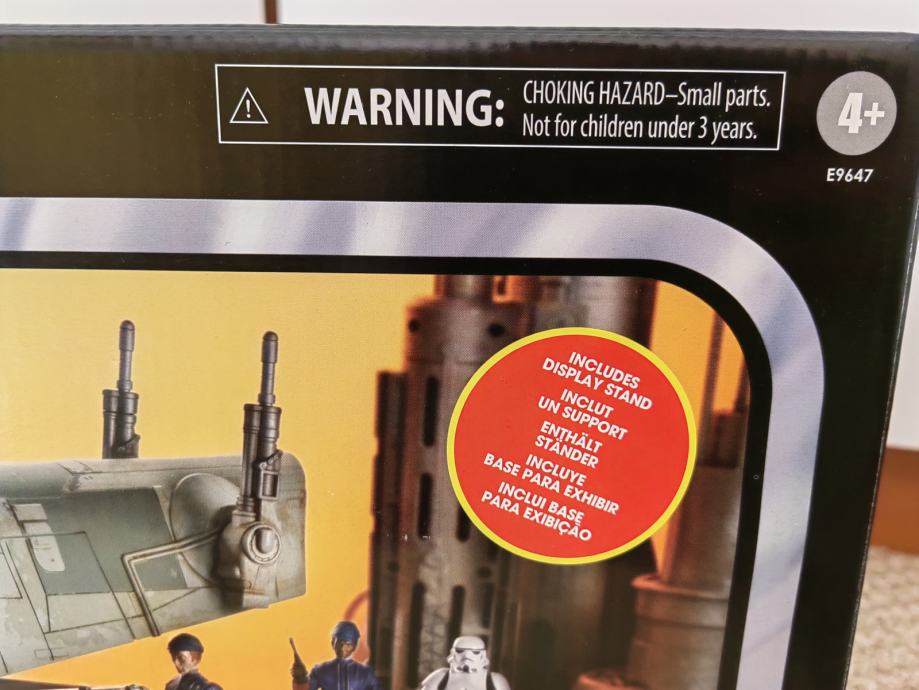 WARNING:
CHOKING HAZARD–Small parts.
Not for children under 3 years.
4+
E9647
INCLUDES
DISPLAY STAND
INCLUT
UN SUPPORT
ENTHÄLT
STÄNDER
INCLUYE
BASE PARA EXHIBIR
INCLUI BASE
PARA EXIBIÇÃO